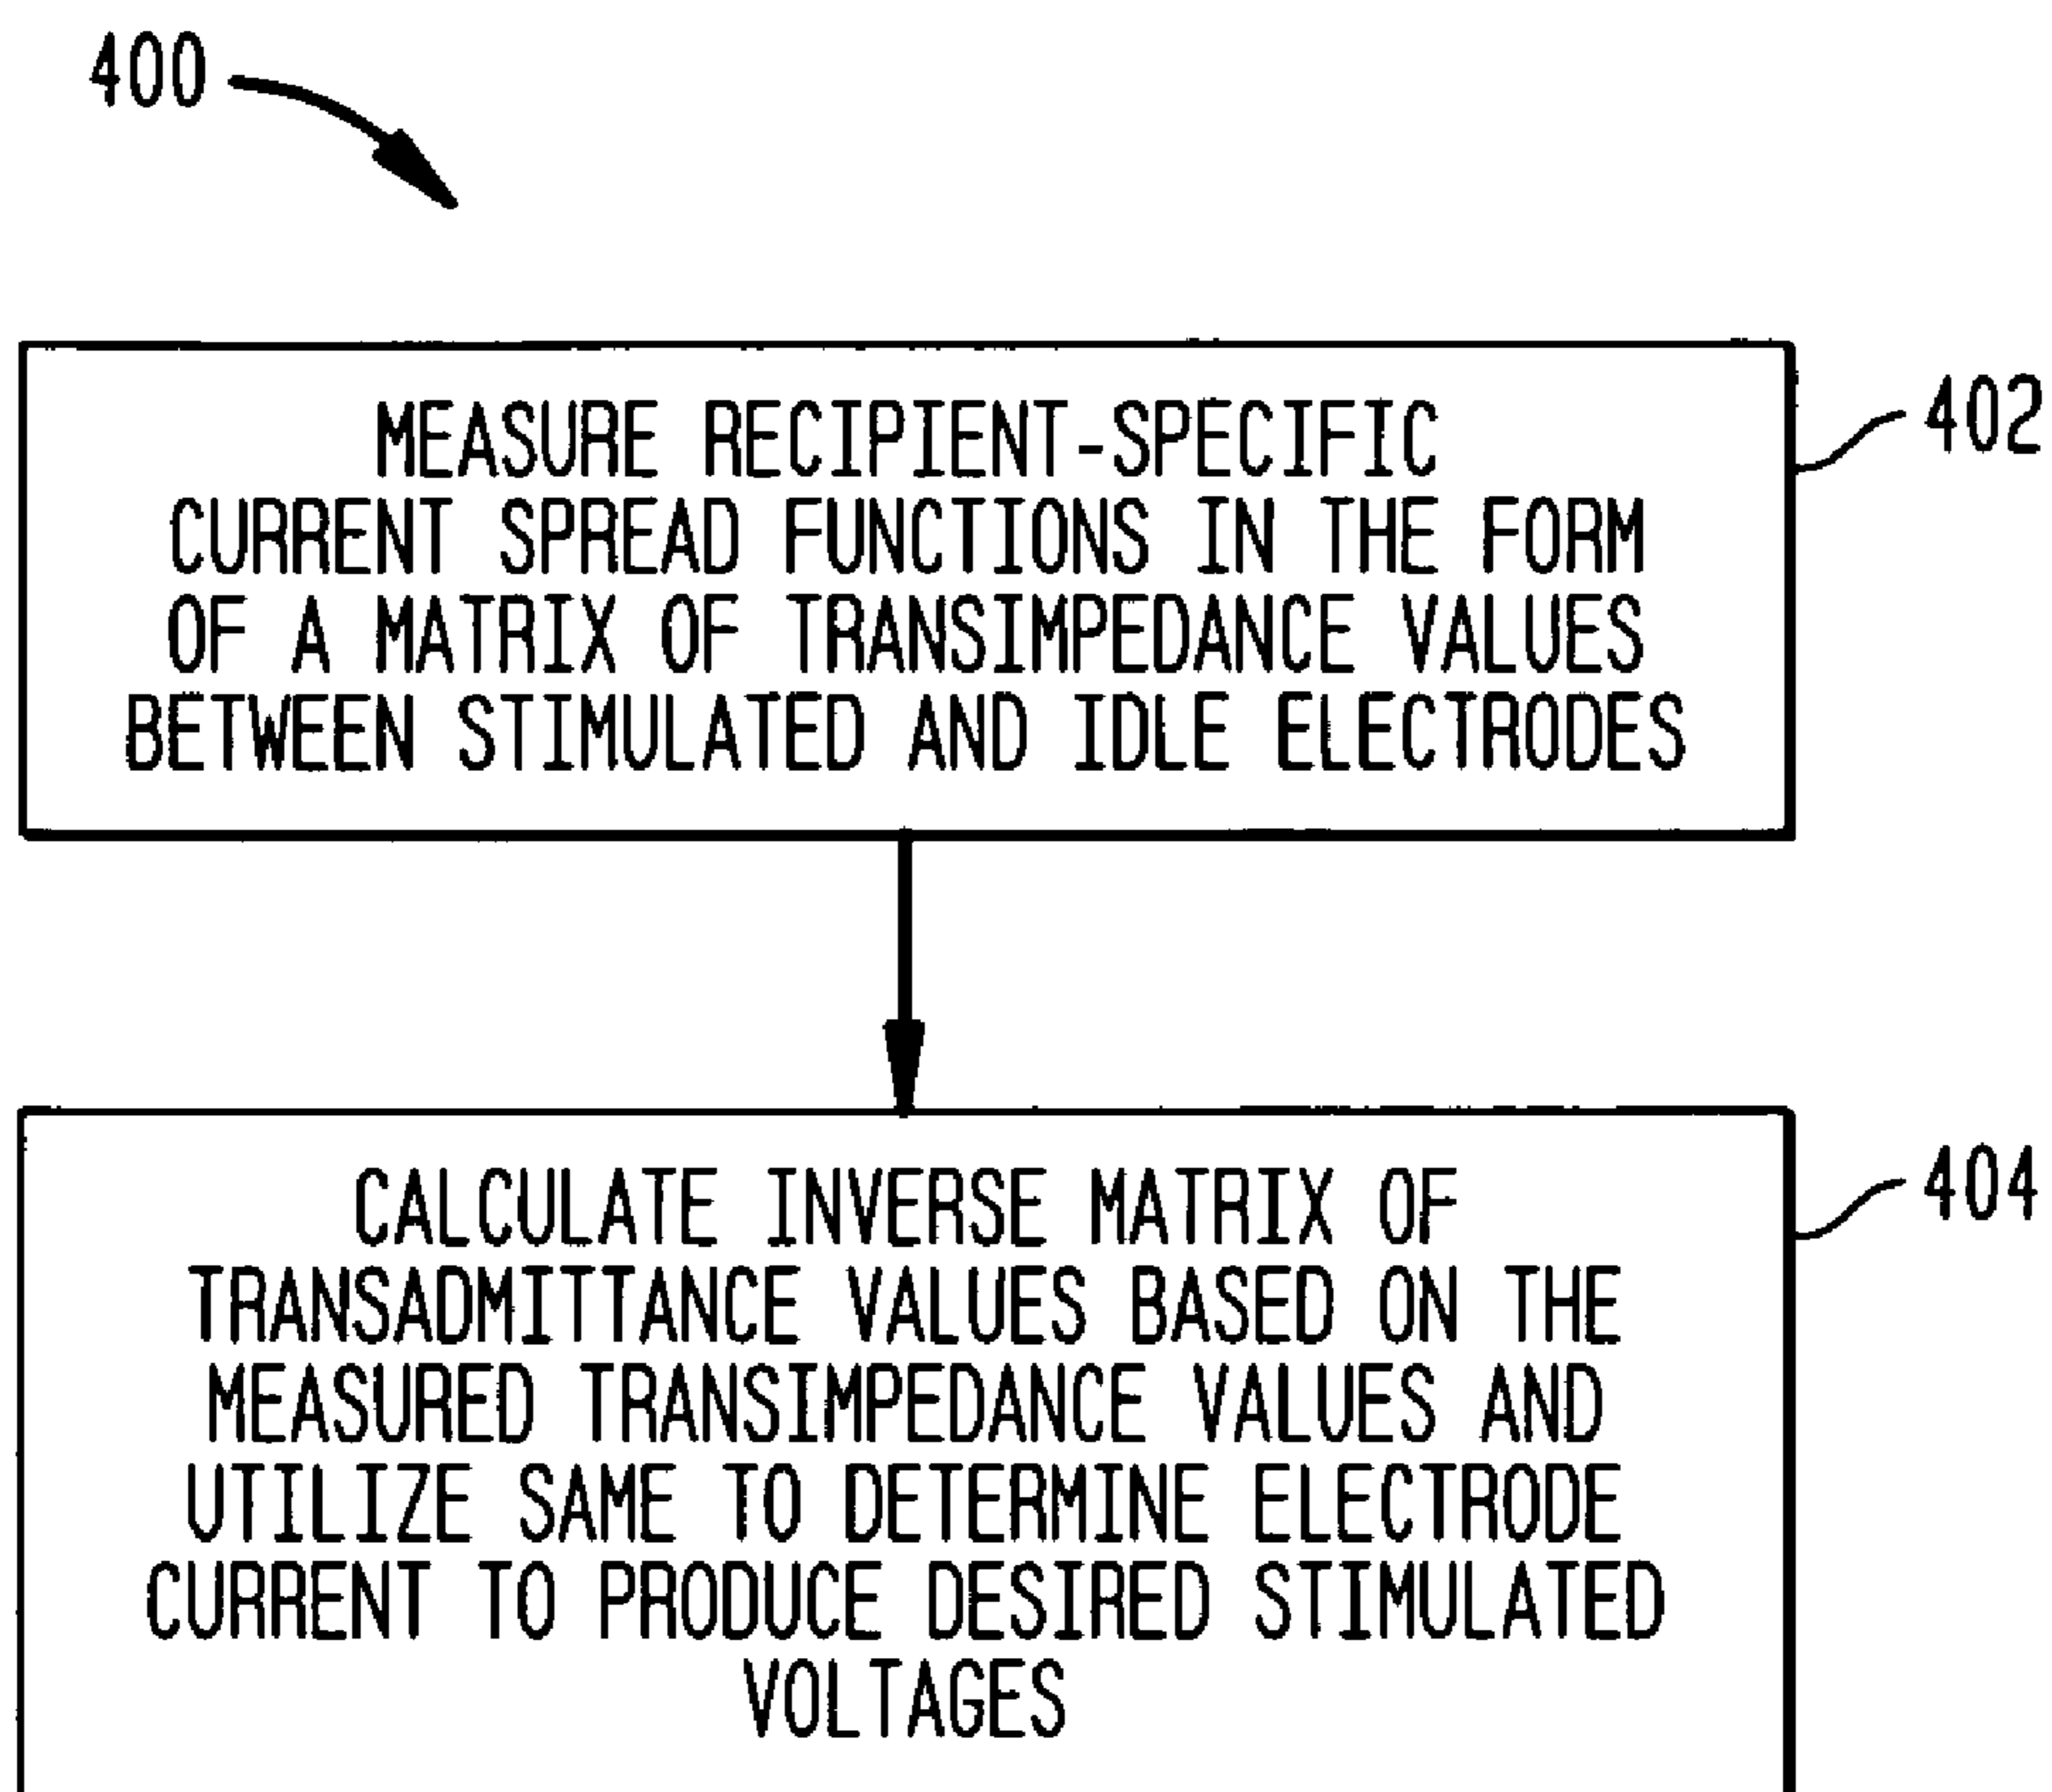 400
MEASURE RECIPIENT-SPECIFIC
CURRENT SPREAD FUNCTIONS IN THE FORM
OF A MATRIX OF TRANSIMPEDANCE VALUES
BETWEEN STIMULATED AND IDLE ELECTRODES
402
CALCULATE INVERSE MATRIX OF
TRANSADMITTANCE VALUES BASED ON THE
MEASURED TRANSIMPEDANCE VALUES AND
UTILIZE SAME TO DETERMINE ELECTRODE
CURRENT TO PRODUCE DESIRED STIMULATED
VOLTAGES
404